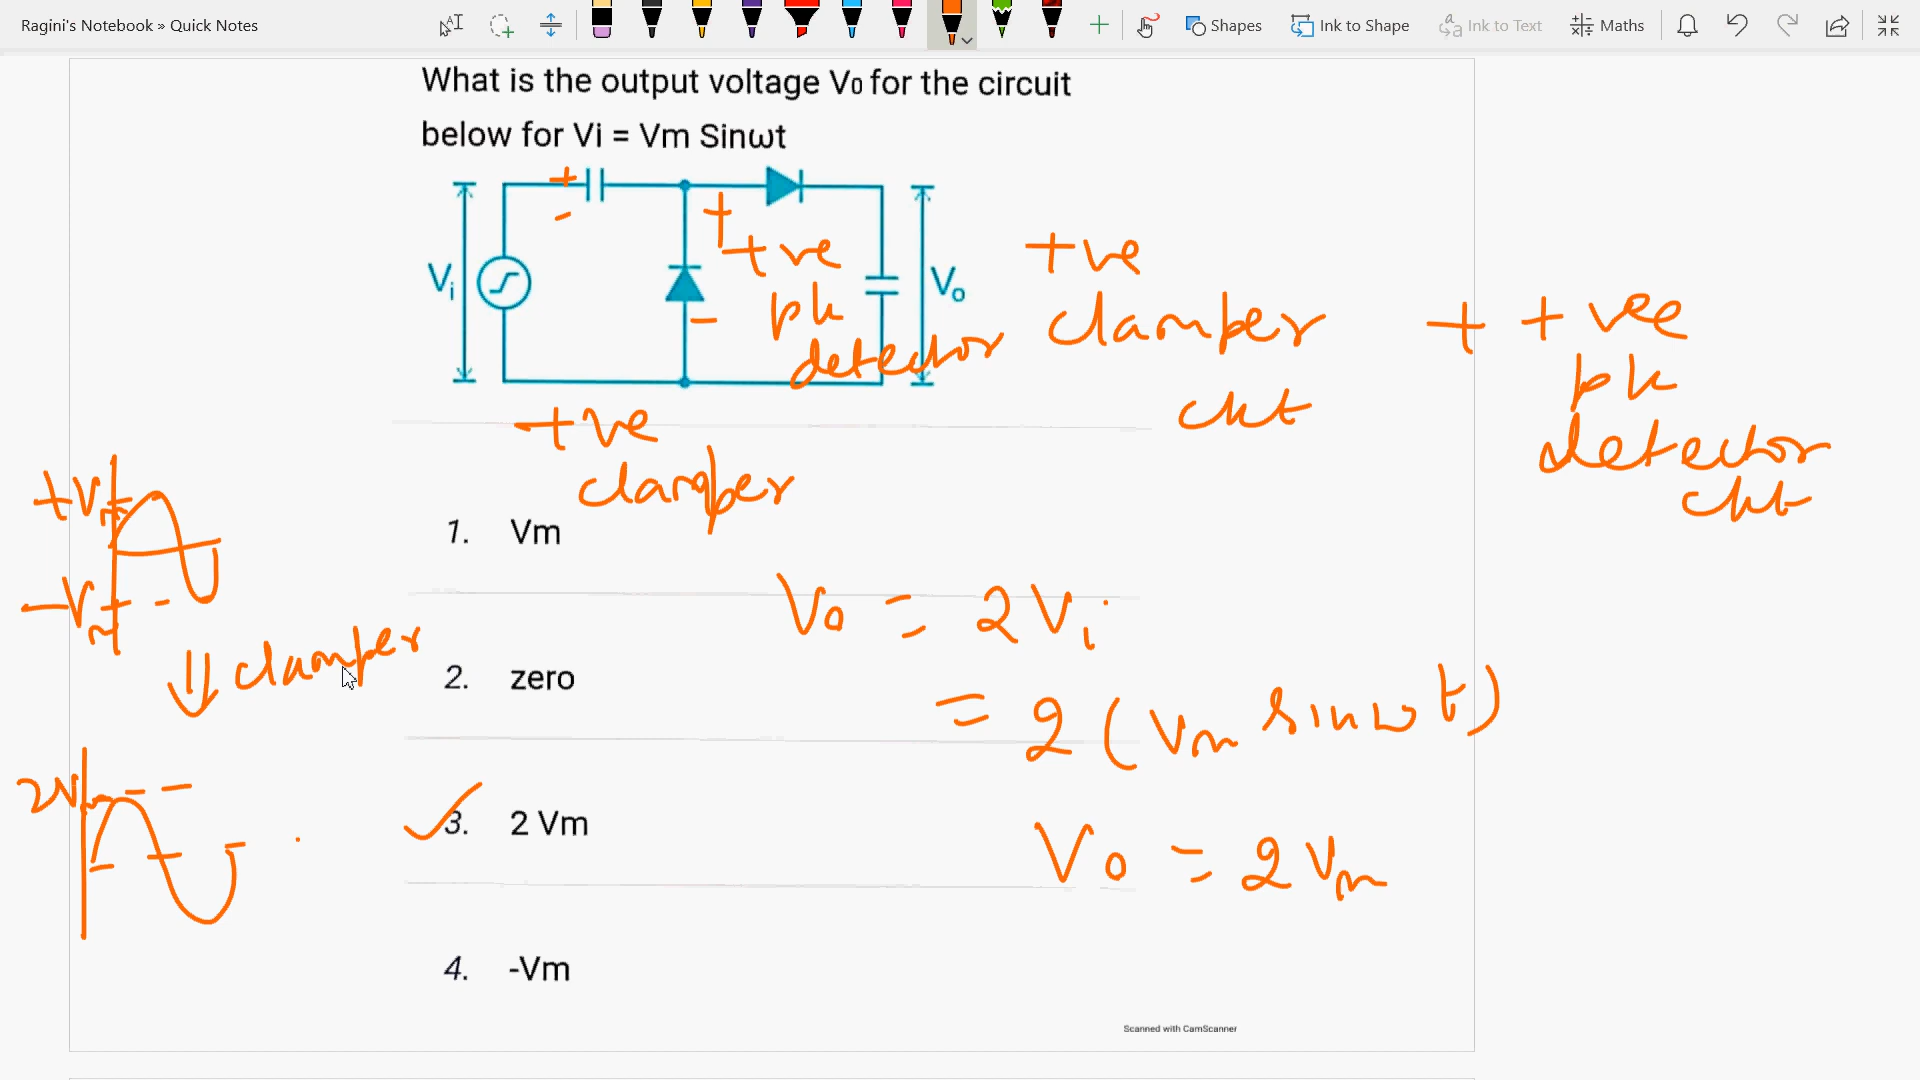 Ragini's Notebook » Quick Notes
Shapes
Ink to Shape
Ink to Text
Maths
What is the output voltage V0 for the circuit
below for Vi = Vm Sinωt
+
-
+
+ve
pk
detector
-
Vi
Vo
+ve
clamper
ckt
+
+vee
pk
detector
ckt
+ve
clamper
+Vm
-Vm
⇓ clamper
2Vm
1. Vm
2. zero
3. 2 Vm
4. -Vm
Vo = 2Vi
= 2 (Vm sinωt)
Vo = 2Vm
Scanned with CamScanner